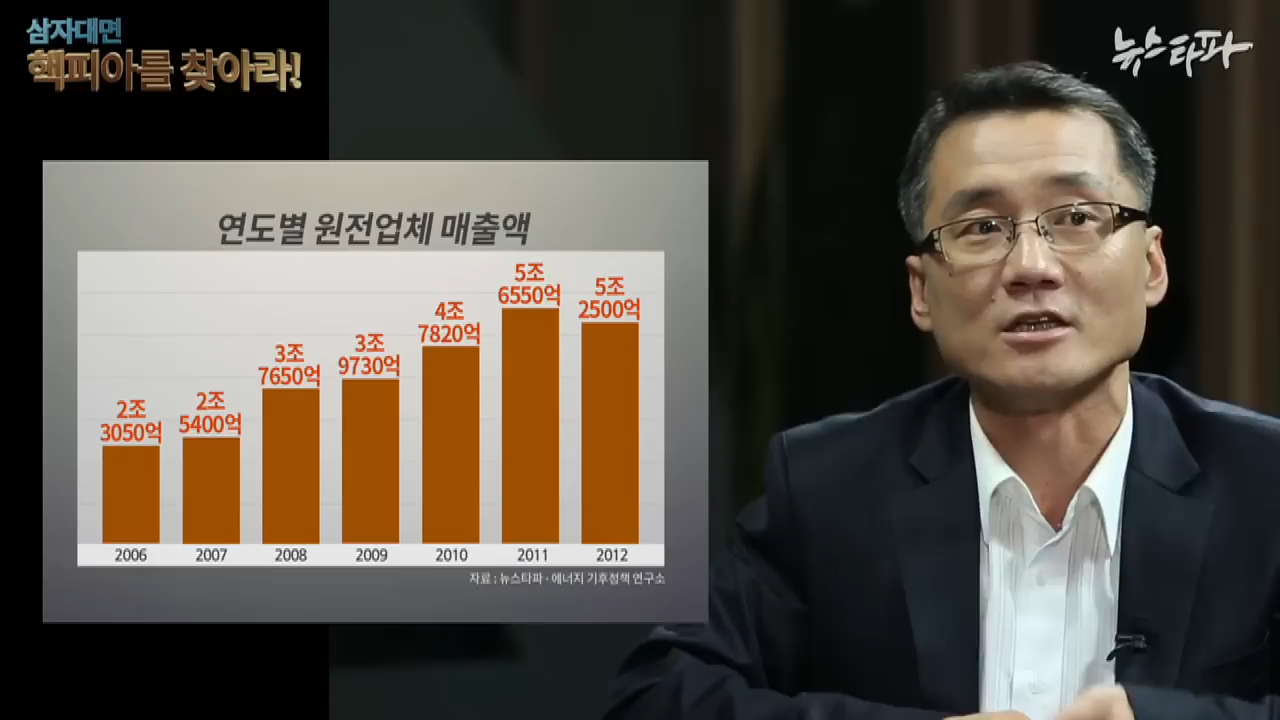 삼자대면
핵피아를 찾아라!
뉴스타파
연도별 원전업체 매출액
2조
3050억
2조
5400억
3조
7650억
3조
9730억
4조
7820억
5조
6550억
5조
2500억
2006 2007 2008 2009 2010 2011 2012
자료 : 뉴스타파 · 에너지 기후정책 연구소